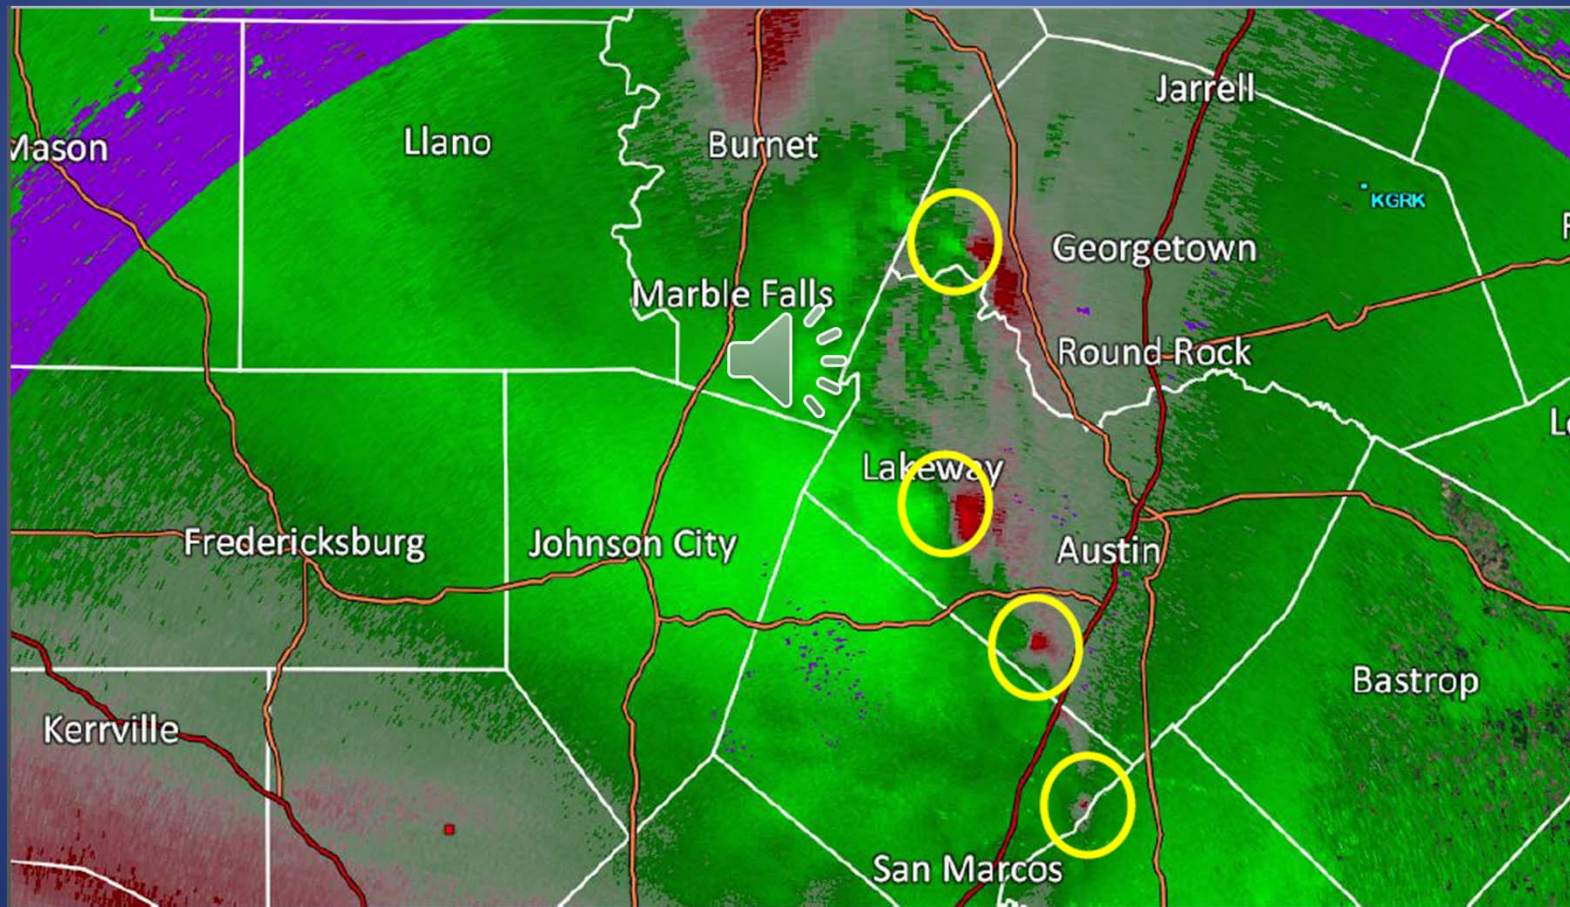 Jarrell
Mason
Llano
Burnet
KGRK
Georgetown
Marble Falls
Round Rock
Lakeway
Fredericksburg
Johnson City
Austin
Bastrop
Kerrville
San Marcos